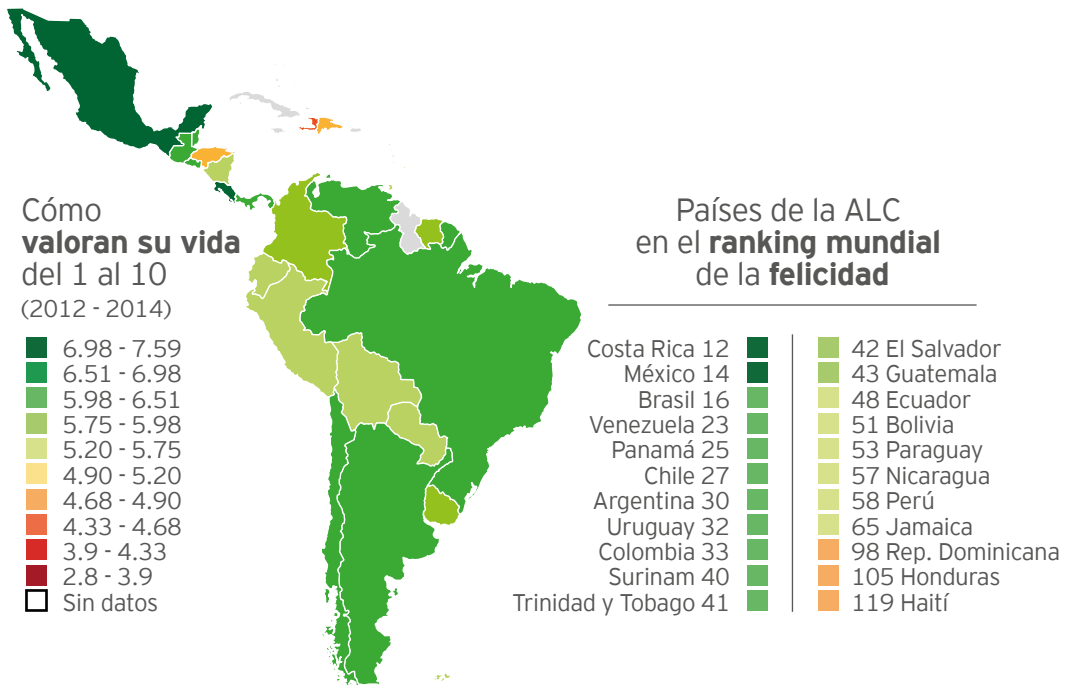 Cómo
valoran su vida
del 1 al 10
(2012 - 2014)
6.98 - 7.59
6.51 - 6.98
5.98 - 6.51
5.75 - 5.98
5.20 - 5.75
4.90 - 5.20
4.68 - 4.90
4.33 - 4.68
3.9 - 4.33
2.8 - 3.9
Sin datos
Países de la ALC
en el ranking mundial
de la felicidad
Costa Rica 12
México 14
Brasil 16
Venezuela 23
Panamá 25
Chile 27
Argentina 30
Uruguay 32
Colombia 33
Surinam 40
Trinidad y Tobago 41
42 El Salvador
43 Guatemala
48 Ecuador
51 Bolivia
53 Paraguay
57 Nicaragua
58 Perú
65 Jamaica
98 Rep. Dominicana
105 Honduras
119 Haití